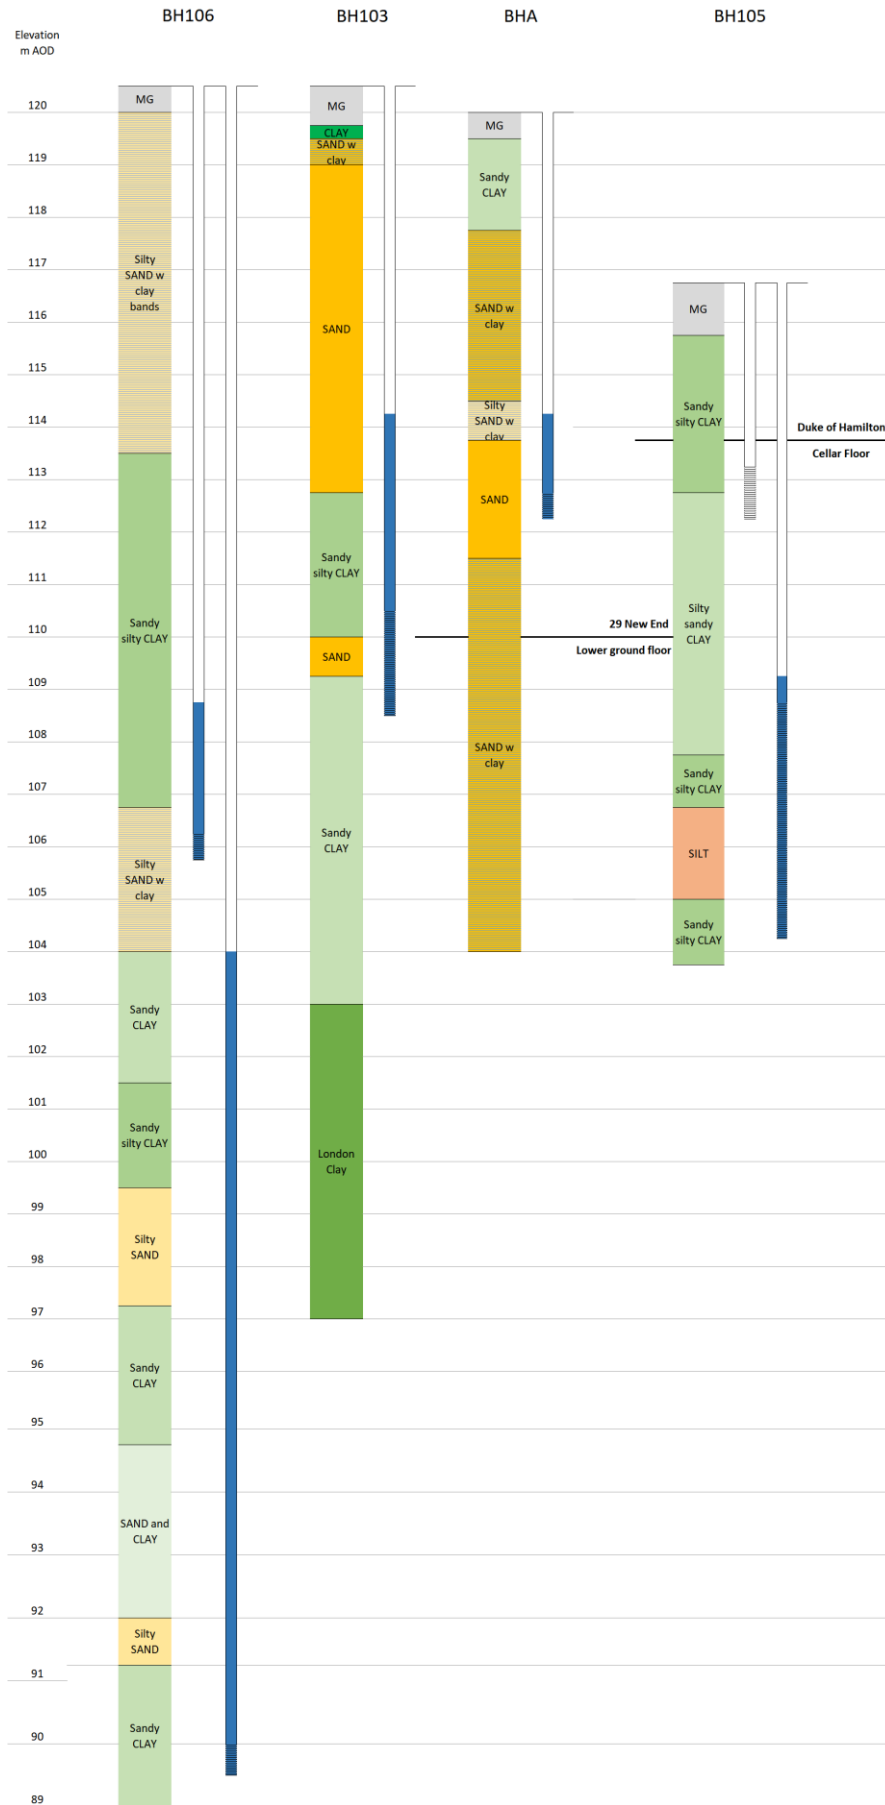 BH106
BH103
BHA
BH105
Elevation
m AOD
120
119
118
117
116
115
114
113
112
111
110
109
108
107
106
105
104
103
102
101
100
99
98
97
96
95
94
93
92
91
90
89
MG
Silty
SAND w
clay
bands
Sandy
silty CLAY
Silty
SAND w
clay
Sandy
CLAY
Sandy
silty CLAY
Silty
SAND
Sandy
CLAY
SAND and
CLAY
Silty
SAND
Sandy
CLAY
MG
CLAY
SAND w
clay
SAND
Sandy
silty CLAY
SAND
Sandy
CLAY
London
Clay
MG
Sandy
CLAY
SAND w
clay
Silty
SAND w
clay
SAND
SAND w
clay
29 New End
Lower ground floor
MG
Sandy
silty CLAY
Silty
sandy
CLAY
Sandy
silty CLAY
SILT
Sandy
silty CLAY
Duke of Hamilton
Cellar Floor